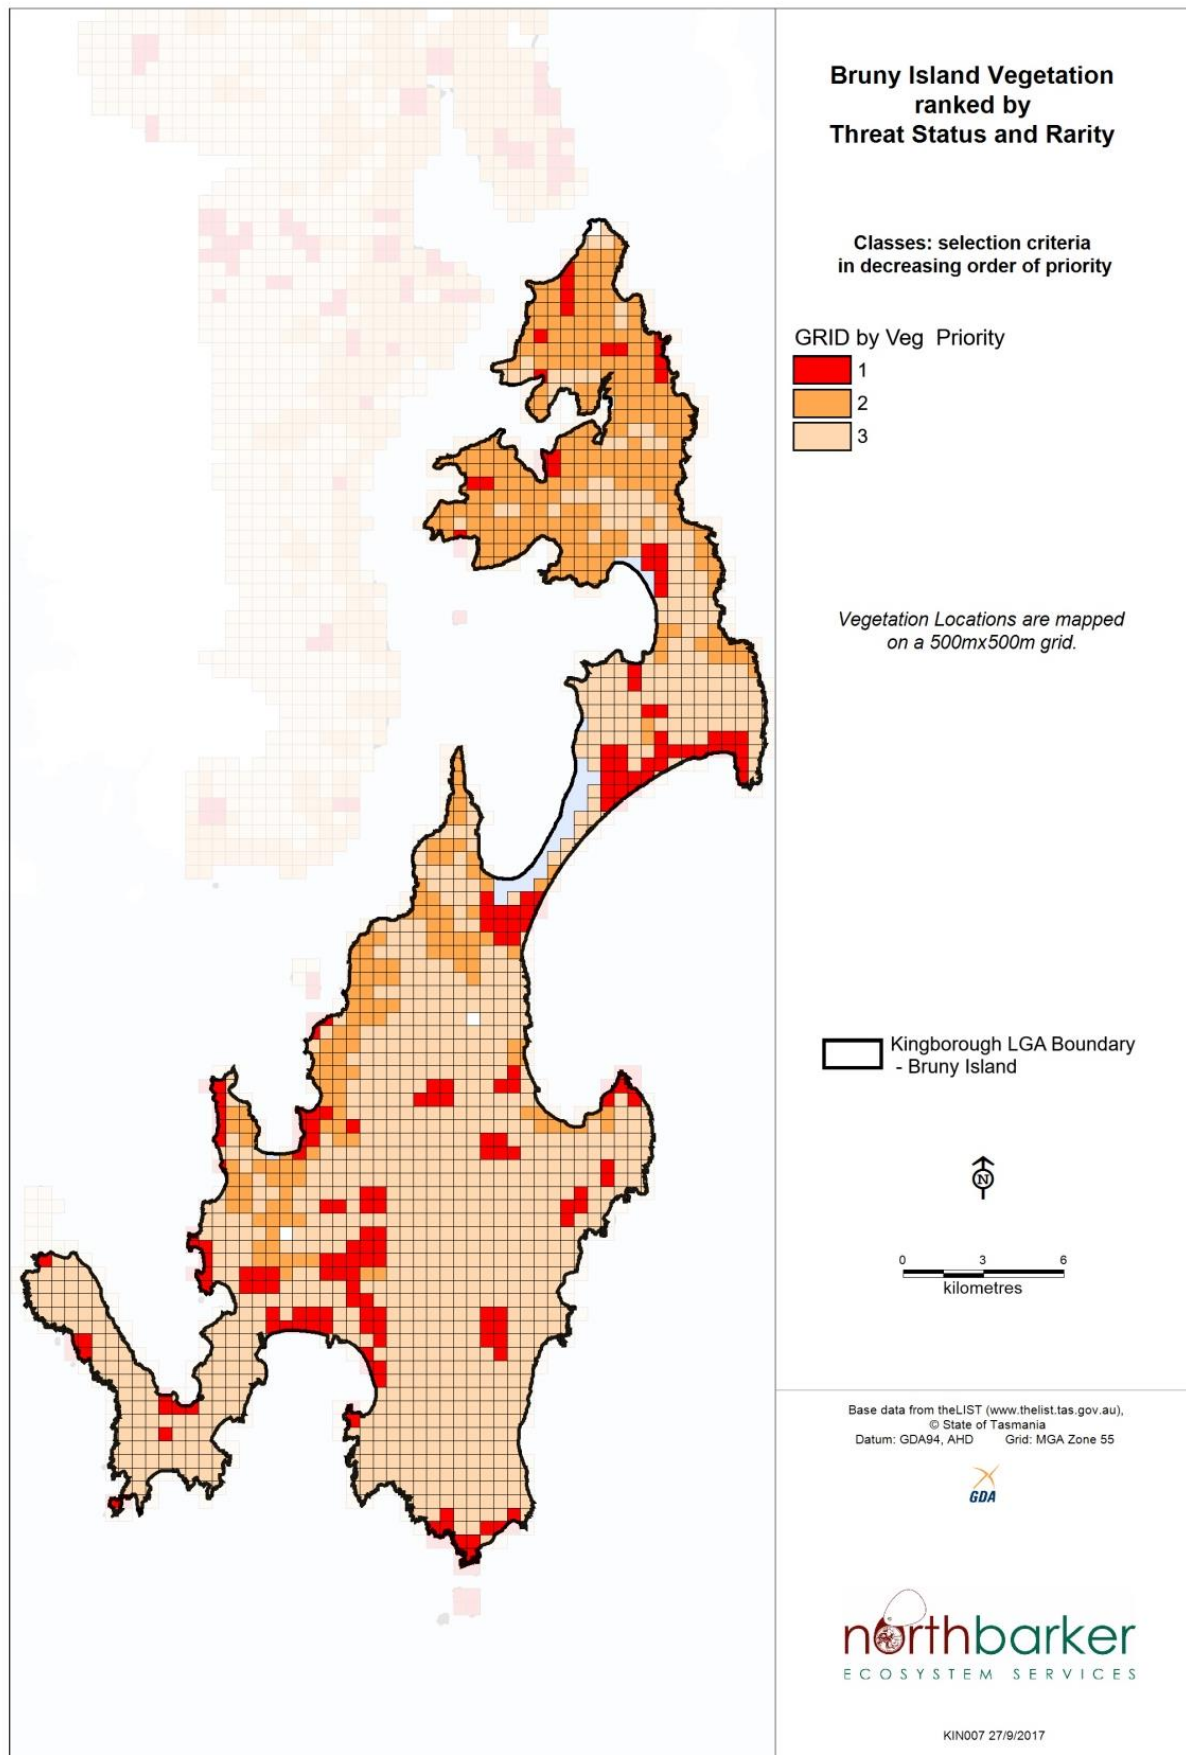 Bruny Island Vegetation
ranked by
Threat Status and Rarity
Classes: selection criteria
in decreasing order of priority
GRID by Veg Priority
1
2
3
Vegetation Locations are mapped
on a 500mx500m grid.
Kingborough LGA Boundary
- Bruny Island
N
0 3 6
kilometres
Base data from theLIST (www.thelist.tas.gov.au),
© State of Tasmania
Datum: GDA94, AHD Grid: MGA Zone 55
GDA
northbarker
ECOSYSTEM SERVICES
KIN007 27/9/2017